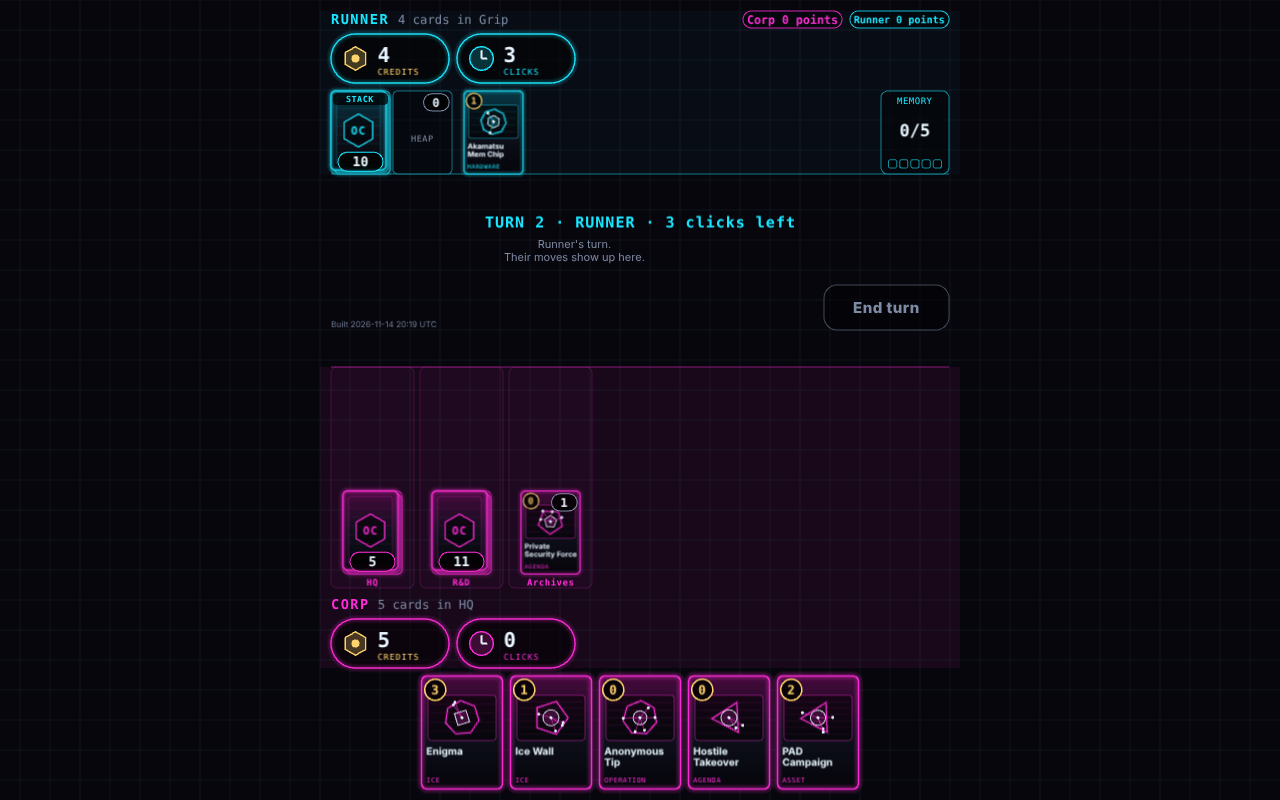 RUNNER 4 cards in Grip
Corp 0 points
Runner 0 points
4
CREDITS
3
CLICKS
STACK
OC
10
0
HEAP
1
Akamatsu
Mem Chip
HARDWARE
MEMORY
0/5
TURN 2 · RUNNER · 3 clicks left
Runner's turn.
Their moves show up here.
End turn
Built 2026-11-14 20:19 UTC
OC
5
HQ
OC
11
R&D
0
1
Private
Security Force
AGENDA
Archives
CORP 5 cards in HQ
5
CREDITS
0
CLICKS
3
Enigma
ICE
1
Ice Wall
ICE
0
Anonymous
Tip
OPERATION
0
Hostile
Takeover
AGENDA
2
PAD
Campaign
ASSET